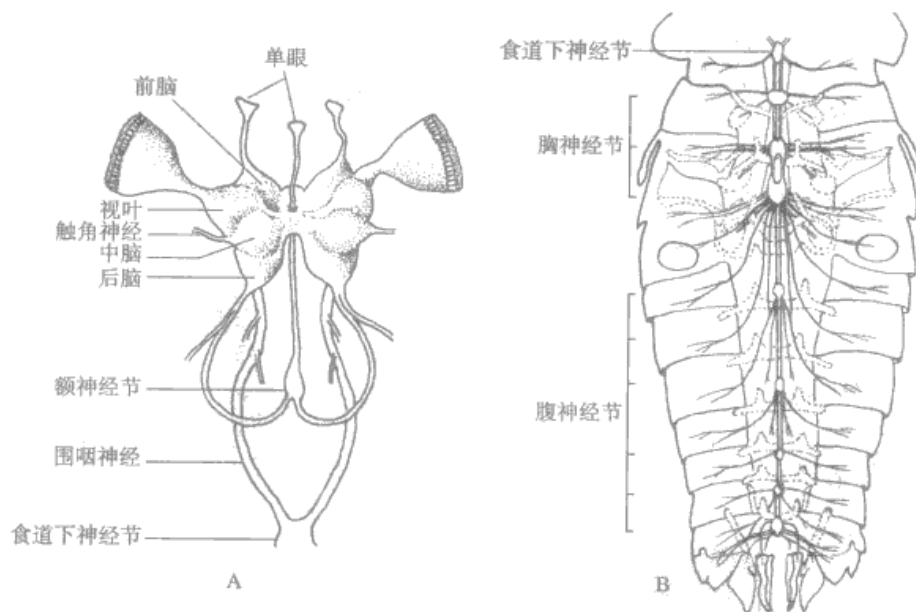 单眼
前脑
视叶
触角神经
中脑
后脑
额神经节
围咽神经
食道下神经节
A
食道下神经节
胸神经节
腹神经节
B